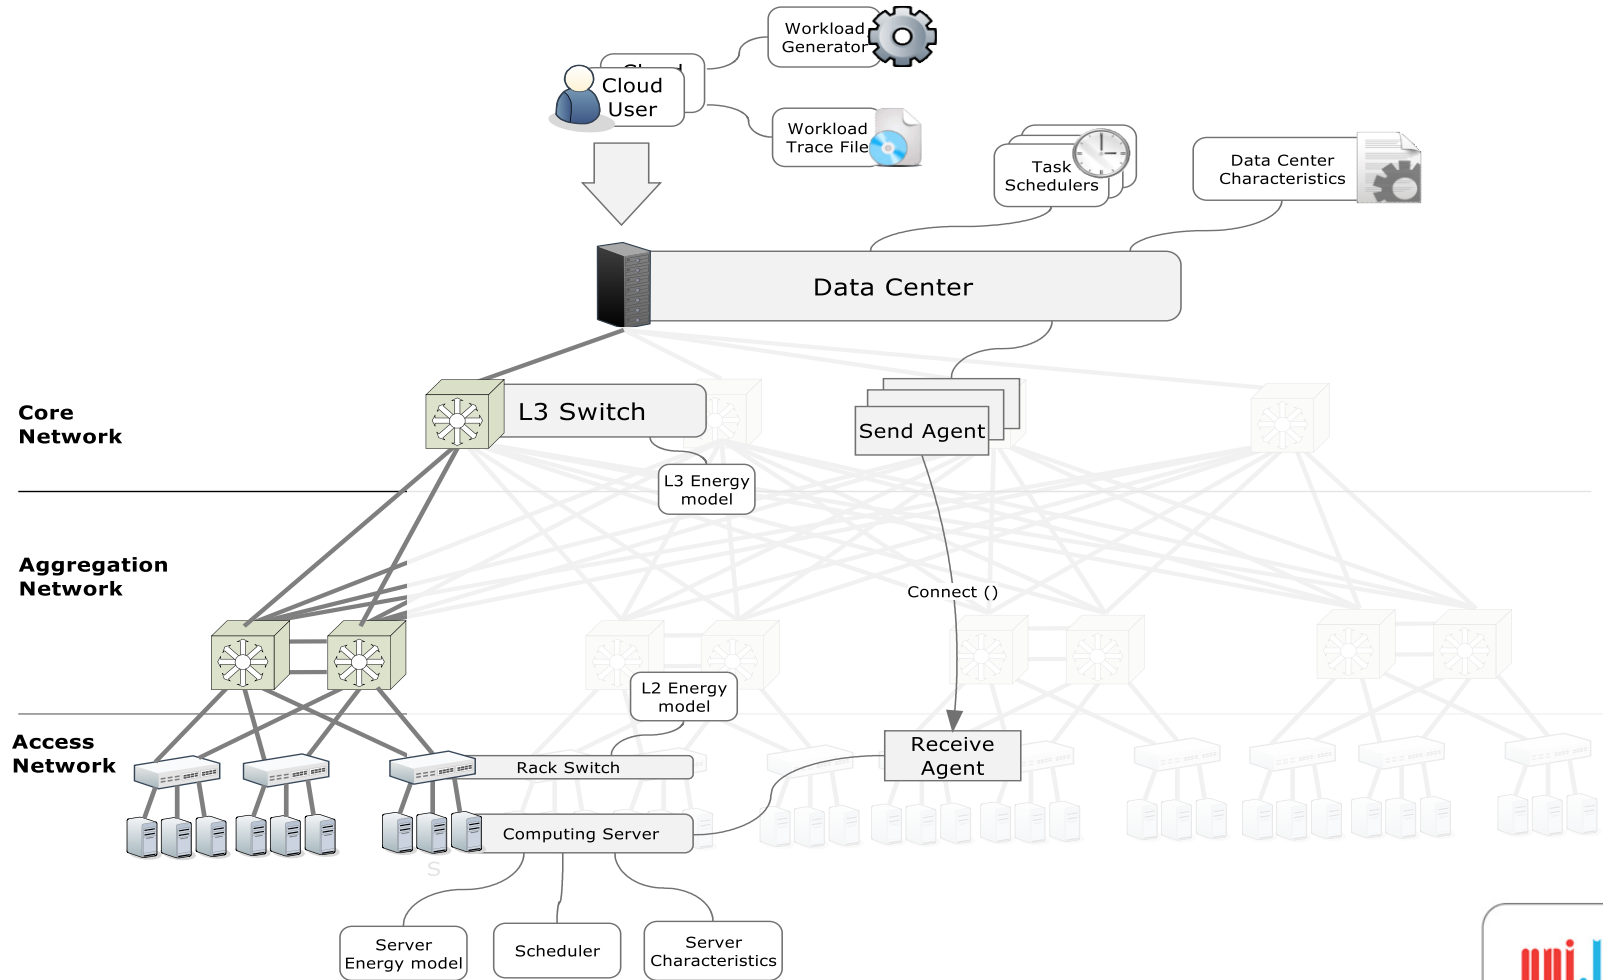 Workload
Generator
Cloud
Cloud
User
Workload
Trace File
Task
Schedulers
Data Center
Characteristics
Data Center
Core
Network
L3 Switch
Send Agent
L3 Energy
model
Aggregation
Network
Connect ()
L2 Energy
model
Access
Network
Receive
Agent
Rack Switch
Computing Server
S
Server
Energy model
Scheduler
Server
Characteristics